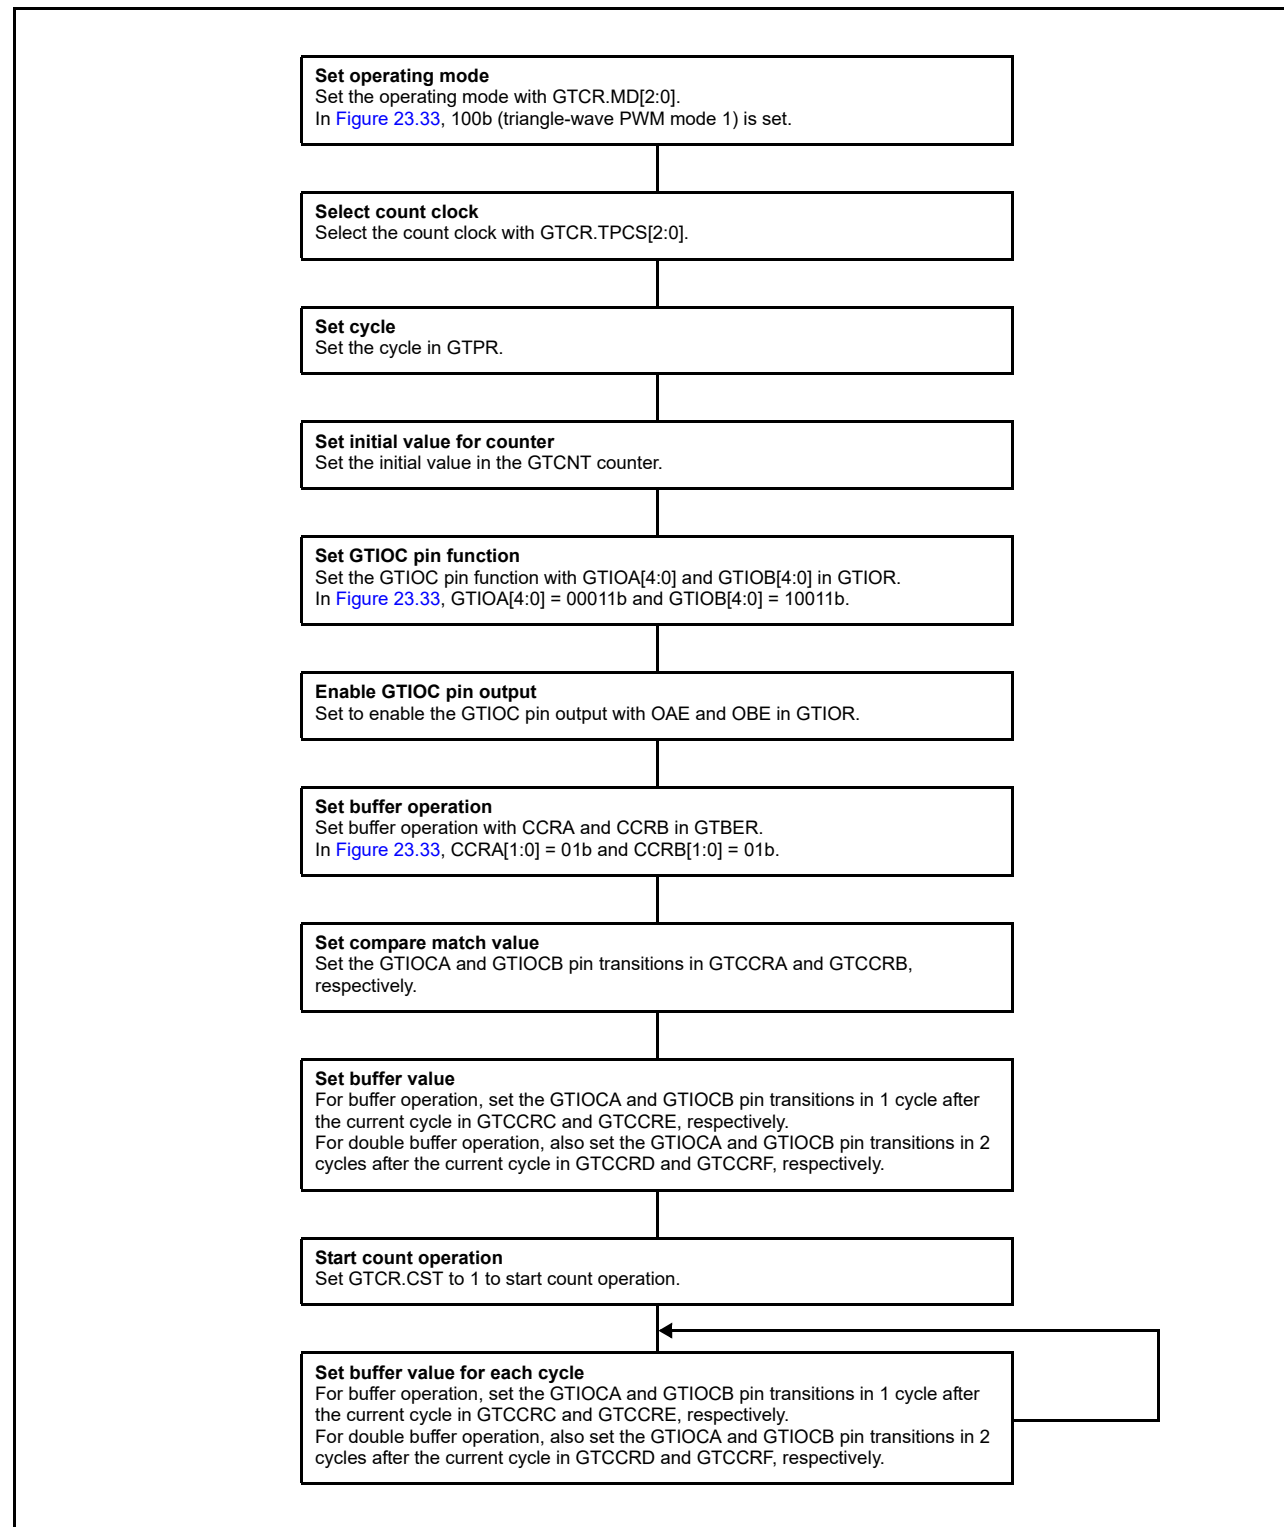 Set operating mode
Set the operating mode with GTCR.MD[2:0].
In Figure 23.33, 100b (triangle-wave PWM mode 1) is set.
Select count clock
Select the count clock with GTCR.TPCS[2:0].
Set cycle
Set the cycle in GTPR.
Set initial value for counter
Set the initial value in the GTCNT counter.
Set GTIOC pin function
Set the GTIOC pin function with GTIOA[4:0] and GTIOB[4:0] in GTIOR.
In Figure 23.33, GTIOA[4:0] = 00011b and GTIOB[4:0] = 10011b.
Enable GTIOC pin output
Set to enable the GTIOC pin output with OAE and OBE in GTIOR.
Set buffer operation
Set buffer operation with CCRA and CCRB in GTBER.
In Figure 23.33, CCRA[1:0] = 01b and CCRB[1:0] = 01b.
Set compare match value
Set the GTIOCA and GTIOCB pin transitions in GTCCRA and GTCCRB,
respectively.
Set buffer value
For buffer operation, set the GTIOCA and GTIOCB pin transitions in 1 cycle after
the current cycle in GTCCRC and GTCCRE, respectively.
For double buffer operation, also set the GTIOCA and GTIOCB pin transitions in 2
cycles after the current cycle in GTCCRD and GTCCRF, respectively.
Start count operation
Set GTCR.CST to 1 to start count operation.
Set buffer value for each cycle
For buffer operation, set the GTIOCA and GTIOCB pin transitions in 1 cycle after
the current cycle in GTCCRC and GTCCRE, respectively.
For double buffer operation, also set the GTIOCA and GTIOCB pin transitions in 2
cycles after the current cycle in GTCCRD and GTCCRF, respectively.